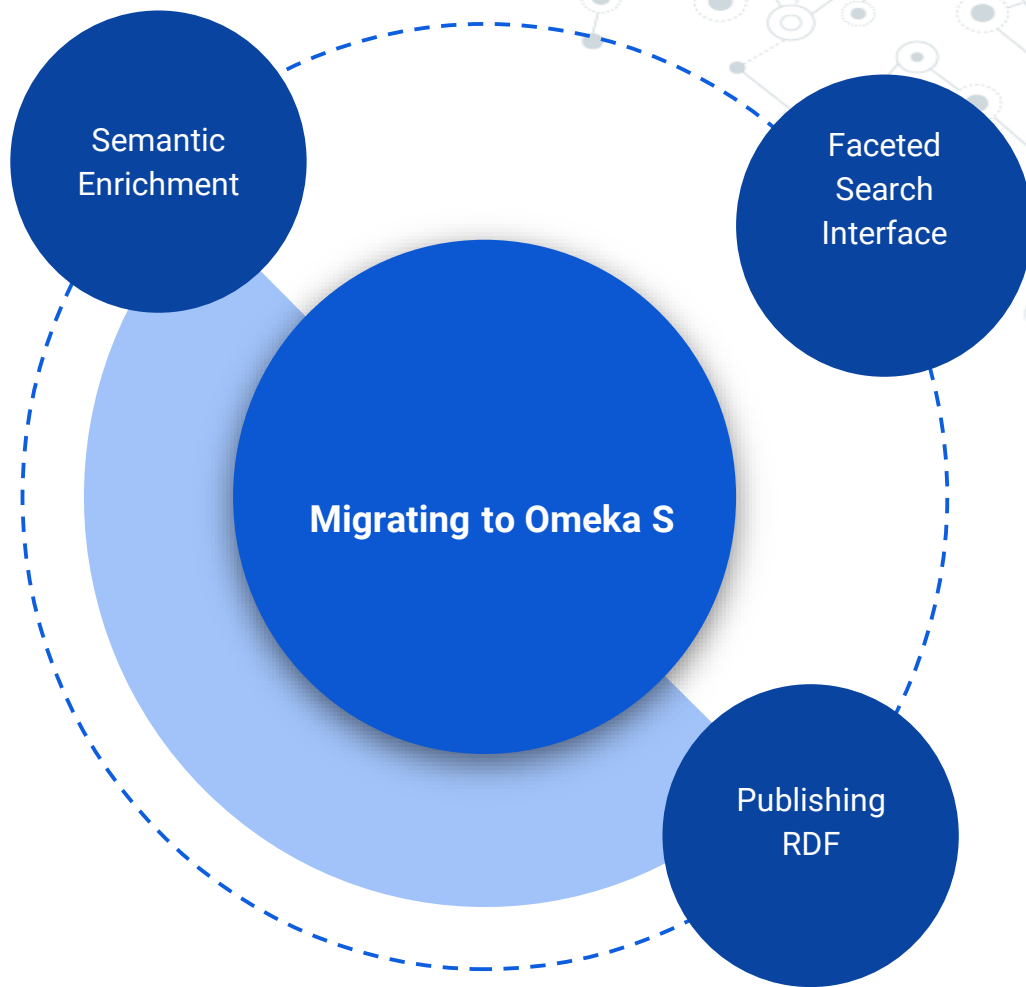 Semantic
Enrichment
Faceted
Search
Interface
Migrating to Omeka S
Publishing
RDF